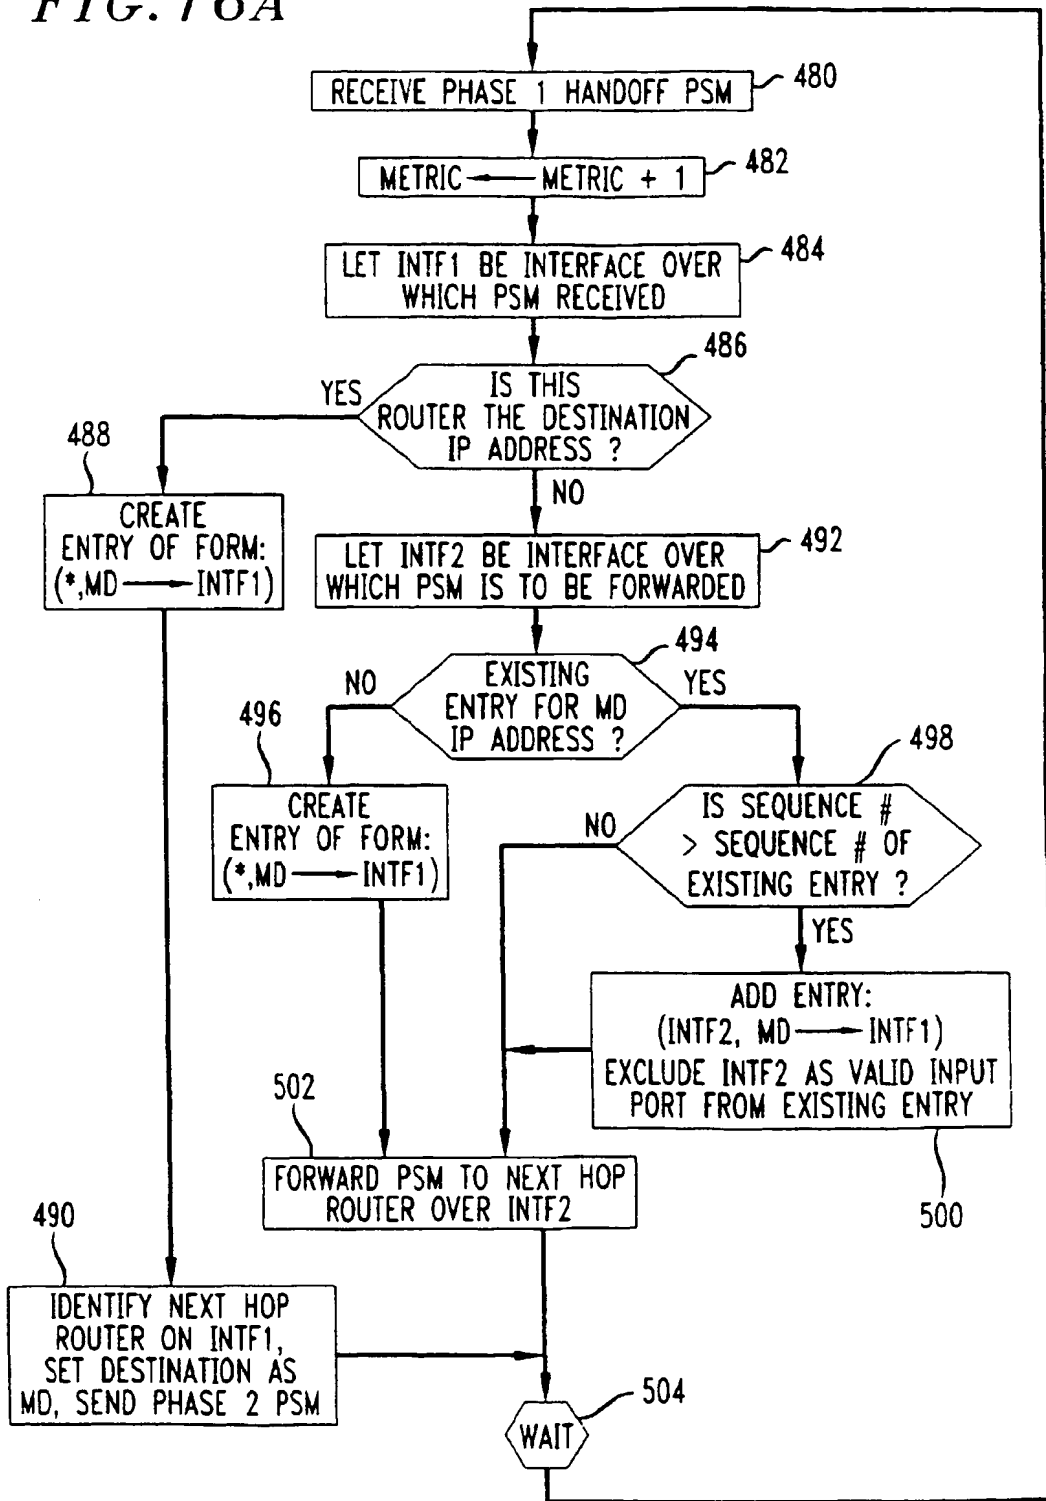 FIG. 16A
RECEIVE PHASE 1 HANDOFF PSM
480
METRIC ← METRIC + 1
482
LET INTF1 BE INTERFACE OVER
WHICH PSM RECEIVED
484
IS THIS
ROUTER THE DESTINATION
IP ADDRESS ?
486
YES
NO
488
CREATE
ENTRY OF FORM:
(*,MD → INTF1)
LET INTF2 BE INTERFACE OVER
WHICH PSM IS TO BE FORWARDED
492
EXISTING
ENTRY FOR MD
IP ADDRESS ?
494
NO
YES
496
CREATE
ENTRY OF FORM:
(*,MD → INTF1)
IS SEQUENCE #
> SEQUENCE # OF
EXISTING ENTRY ?
498
NO
YES
ADD ENTRY:
(INTF2, MD → INTF1)
EXCLUDE INTF2 AS VALID INPUT
PORT FROM EXISTING ENTRY
500
502
FORWARD PSM TO NEXT HOP
ROUTER OVER INTF2
490
IDENTIFY NEXT HOP
ROUTER ON INTF1,
SET DESTINATION AS
MD, SEND PHASE 2 PSM
WAIT
504